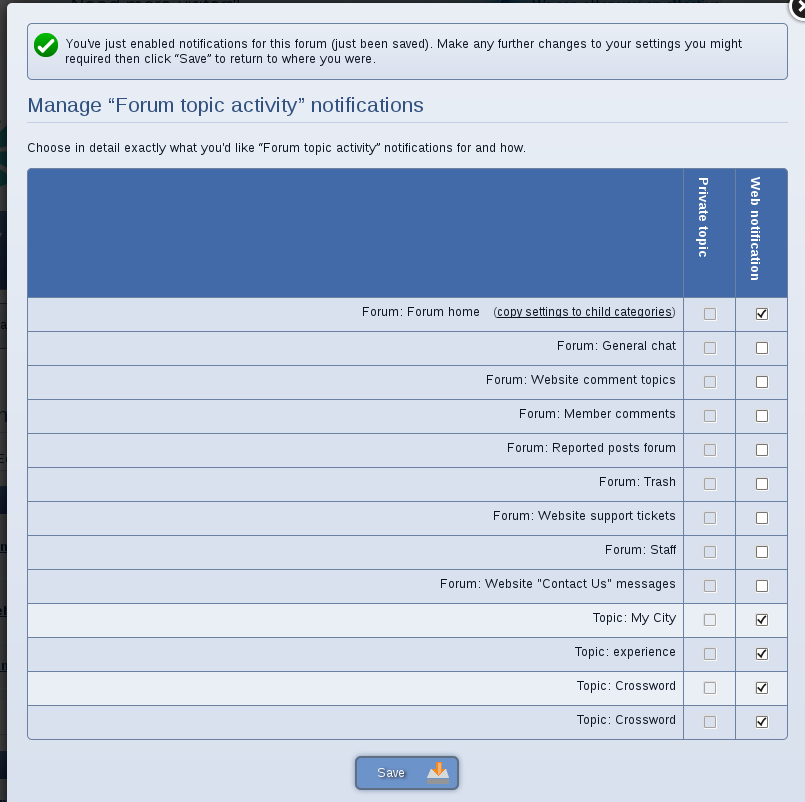 You've just enabled notifications for this forum (just been saved). Make any further changes to your settings you might
required then click “Save” to return to where you were.
Manage “Forum topic activity” notifications
Choose in detail exactly what you'd like “Forum topic activity” notifications for and how.
Private topic
Web notification
Forum: Forum home (copy settings to child categories)
Forum: General chat
Forum: Website comment topics
Forum: Member comments
Forum: Reported posts forum
Forum: Trash
Forum: Website support tickets
Forum: Staff
Forum: Website "Contact Us" messages
Topic: My City
Topic: experience
Topic: Crossword
Topic: Crossword
Save